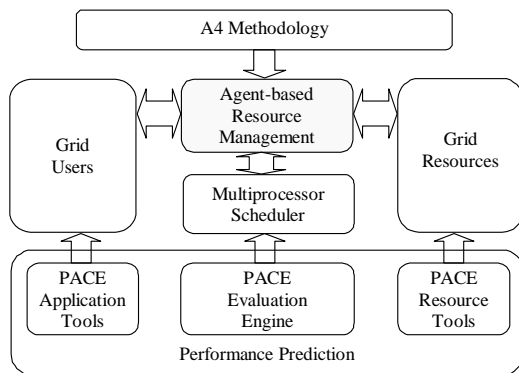 A4 Methodology
Agent-based
Resource
Management
Grid
Users
Grid
Resources
Multiprocessor
Scheduler
PACE
Application
Tools
PACE
Evaluation
Engine
PACE
Resource
Tools
Performance Prediction